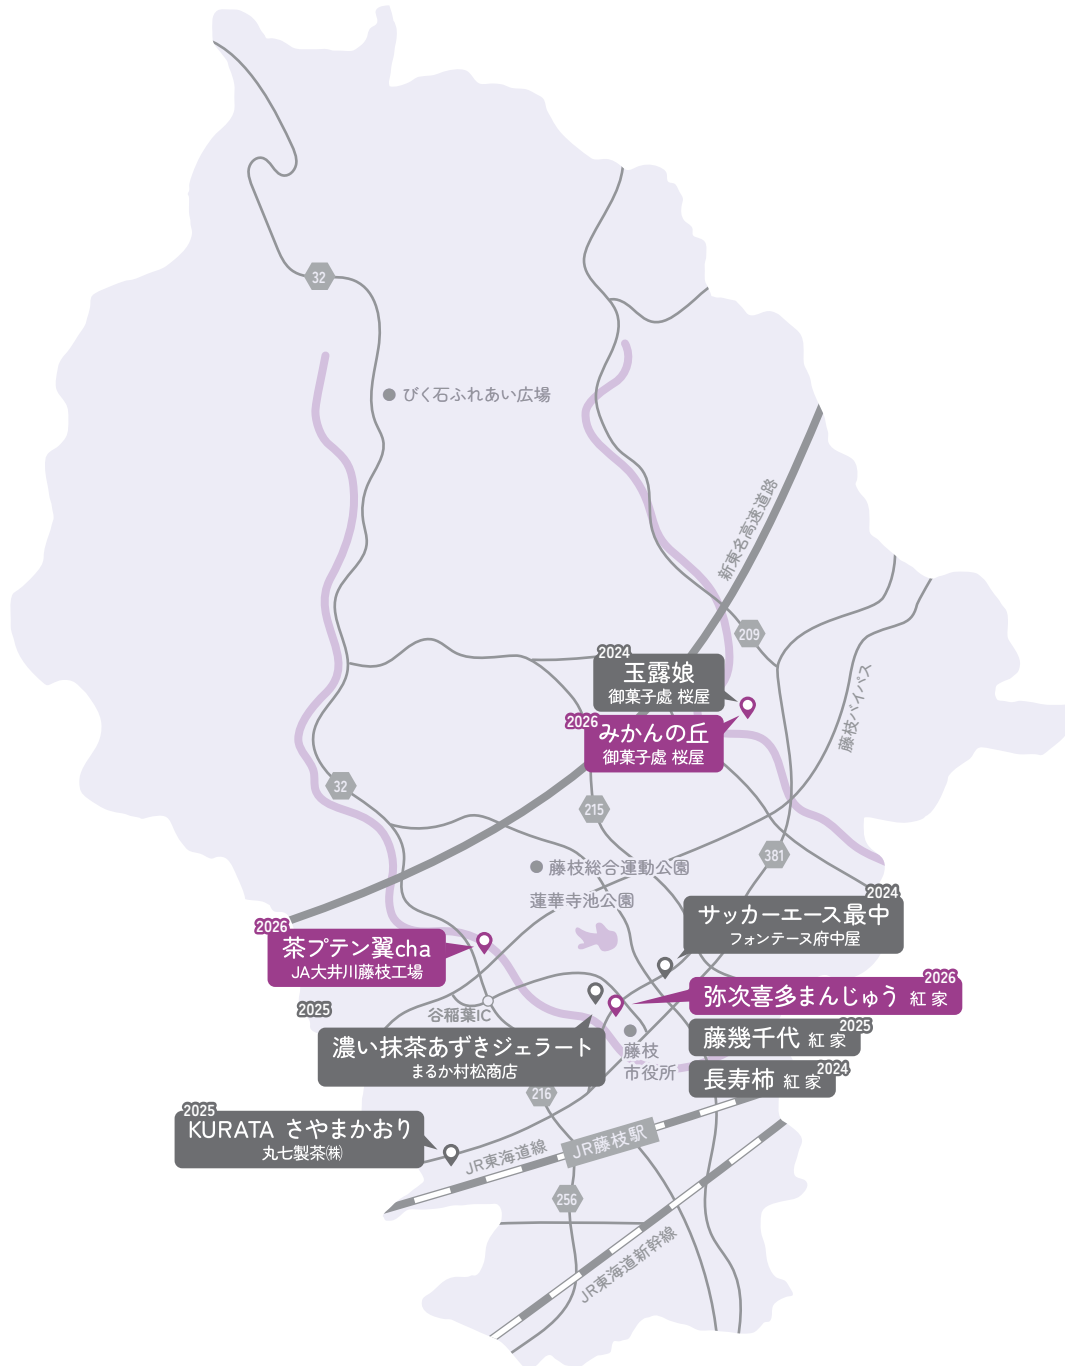 32
びく石ふれあい広場
新東名高速道路
209
2024
玉露娘
御菓子處 桜屋
2026
みかんの丘
御菓子處 桜屋
藤枝バイパス
32
215
381
藤枝総合運動公園
蓮華寺池公園
2024
サッカーエース最中
フォンテーヌ府中屋
2026
茶プテン翼cha
JA大井川藤枝工場
2026
弥次喜多まんじゅう 紅家
2025
谷稲葉IC
2025
藤幾千代 紅家
濃い抹茶あずきジェラート
まるか村松商店
藤枝
市役所
2024
長寿柿 紅家
216
2025
KURATA さやまかおり
丸七製茶㈱
JR東海道線
JR藤枝駅
256
JR東海道新幹線